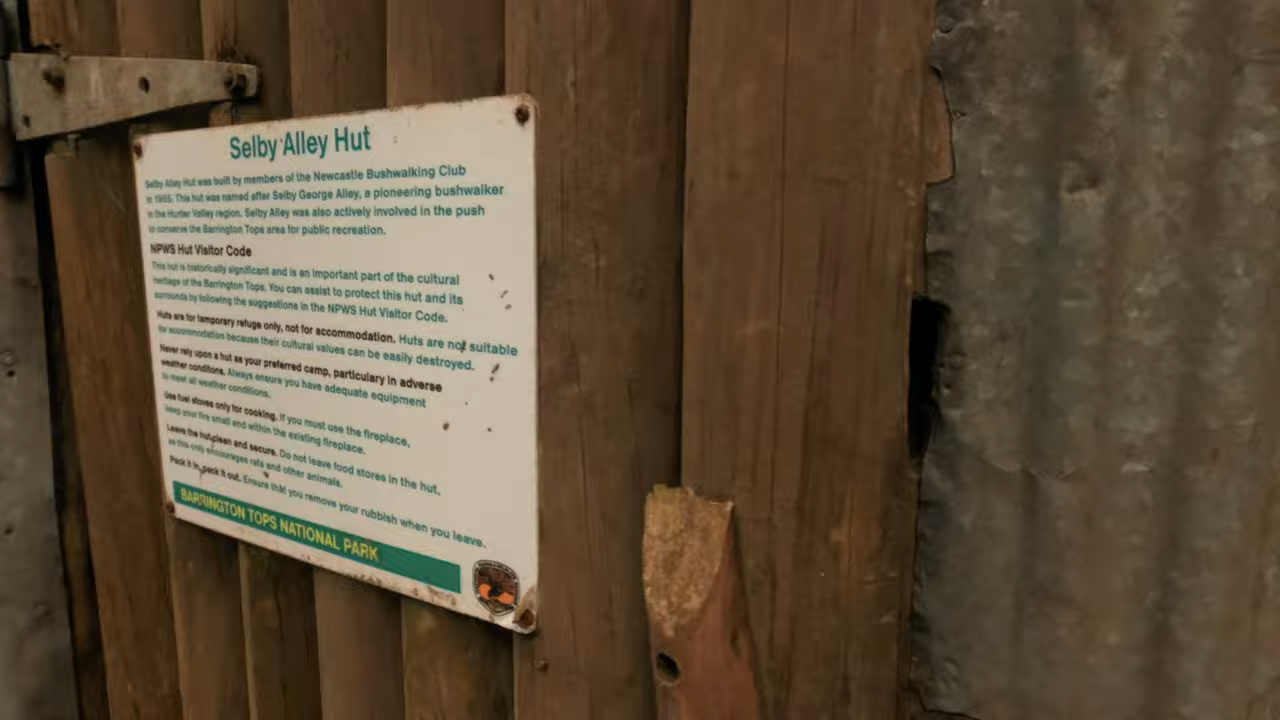 Selby Alley Hut
Selby Alley Hut was built by members of the Newcastle Bushwalking Club
in 1955. This hut was named after Selby George Alley, a pioneering bushwalker
in the Hunter Valley region. Selby Alley was also actively involved in the push
to conserve the Barrington Tops area for public recreation.
NPWS Hut Visitor Code
This hut is historically significant and is an important part of the cultural
heritage of the Barrington Tops. You can assist to protect this hut and its
surrounds by following the suggestions in the NPWS Hut Visitor Code.
Huts are for temporary refuge only, not for accommodation. Huts are not suitable
for accommodation because their cultural values can be easily destroyed.
Never rely upon a hut as your preferred camp, particulary in adverse
weather conditons. Always ensure you have adequate equipment
to meet all weather conditions.
Use fuel stoves only for cooking. If you must use the fireplace,
keep your fire small and within the existing fireplace.
Leave the hut clean and secure. Do not leave food stores in the hut,
as this only encourages rats and other animals.
Pack it in, pack it out. Ensure that you remove your rubbish when you leave.
BARRINGTON TOPS NATIONAL PARK